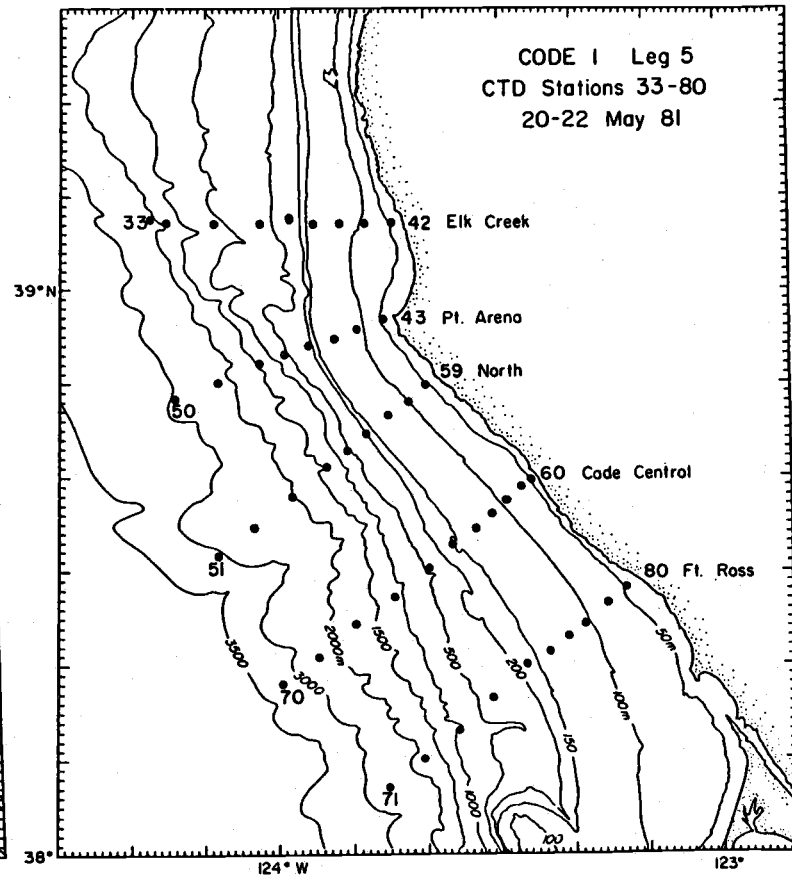 CODE 1 Leg 5
CTD Stations 33-80
20-22 May 81
33
42 Elk Creek
39°N
43 Pt. Arena
59 North
50
60 Code Central
51
80 Ft. Ross
3500
3000
2000m
1500
500
200
50m
100m
70
150
71
1000
100
38°
124° W
123°